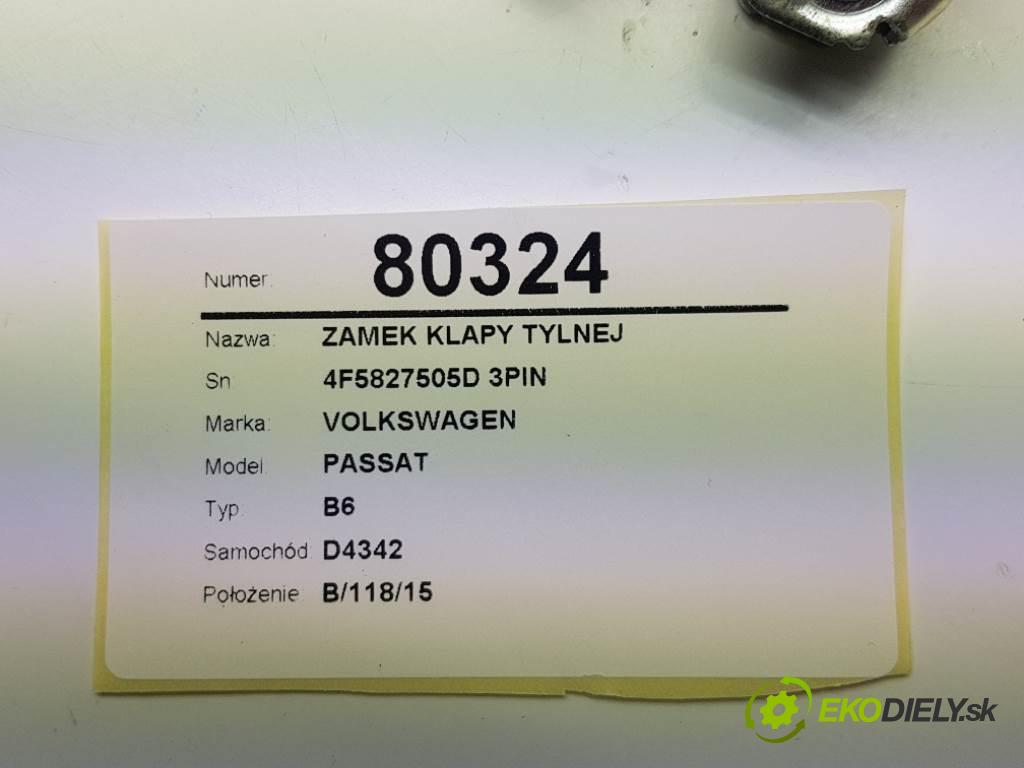 Numer: 80324
Nazwa: ZAMEK KLAPY TYLNEJ
Sn: 4F5827505D 3PIN
Marka: VOLKSWAGEN
Model: PASSAT
Typ: B6
Samochód: D4342
Położenie: B/118/15
EKODIELY.sk